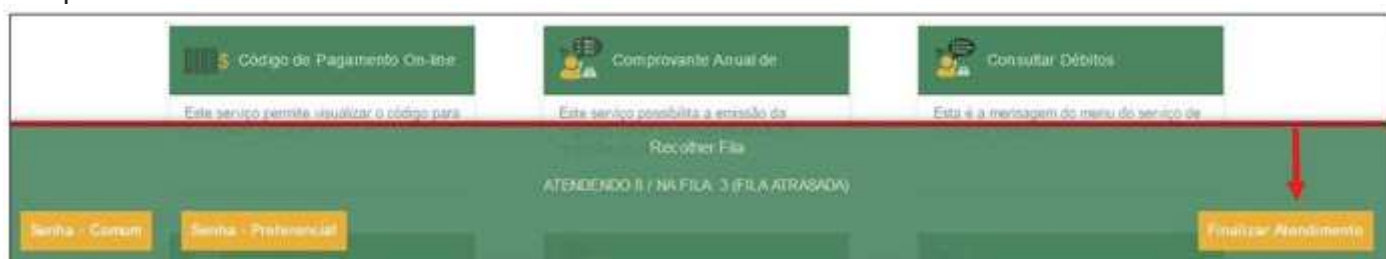 Código de Pagamento On-line
Comprovante Anual de
Consultar Débitos
Este serviço permite visualizar o código para
Este serviço possibilita a emissão da
Esta é a mensagem do menu do serviço de
Recolher Fila
ATENDENDO 8 / NA FILA: 3 (FILA ATRASADA)
Senha - Comum
Senha - Preferencial
Finalizar Atendimento